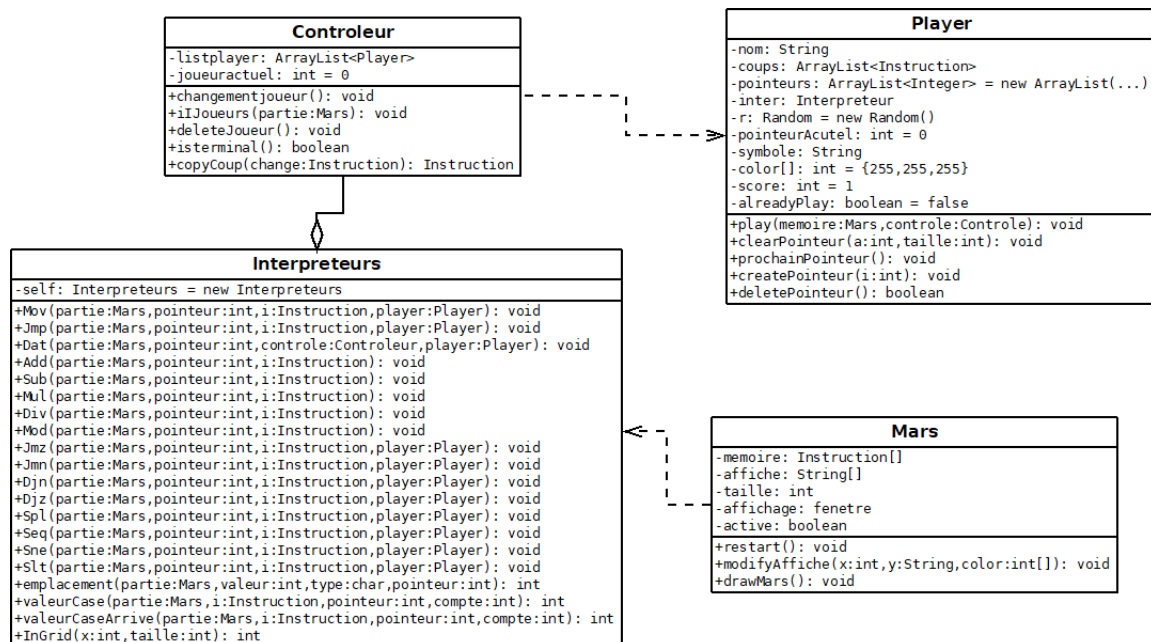 Controleur
-listplayer: ArrayList<Player>
-joueuractuel: int = 0
+changementjoueur(): void
+iIJoueurs(partie:Mars): void
+deleteJoueur(): void
+isterminal(): boolean
+copyCoup(change:Instruction): Instruction
Player
-nom: String
-coups: ArrayList<Instruction>
-pointeurs: ArrayList<Integer> = new ArrayList(...)
-inter: Interpreteur
-r: Random = new Random()
-pointeurAcutel: int = 0
-symbole: String
-color[]: int = {255,255,255}
-score: int = 1
-alreadyPlay: boolean = false
+play(memoire:Mars,controle:Controle): void
+clearPointeur(a:int,taille:int): void
+prochainPointeur(): void
+createPointeur(i:int): void
+deletePointeur(): boolean
Interpreteurs
-self: Interpreteurs = new Interpreteurs
+Mov(partie:Mars,pointeur:int,i:Instruction,player:Player): void
+Jmp(partie:Mars,pointeur:int,i:Instruction,player:Player): void
+Dat(partie:Mars,pointeur:int,controle:Controleur,player:Player): void
+Add(partie:Mars,pointeur:int,i:Instruction): void
+Sub(partie:Mars,pointeur:int,i:Instruction): void
+Mul(partie:Mars,pointeur:int,i:Instruction): void
+Div(partie:Mars,pointeur:int,i:Instruction): void
+Mod(partie:Mars,pointeur:int,i:Instruction): void
+Jmz(partie:Mars,pointeur:int,i:Instruction,player:Player): void
+Jmn(partie:Mars,pointeur:int,i:Instruction,player:Player): void
+Djn(partie:Mars,pointeur:int,i:Instruction,player:Player): void
+Djz(partie:Mars,pointeur:int,i:Instruction,player:Player): void
+Spl(partie:Mars,pointeur:int,i:Instruction,player:Player): void
+Seq(partie:Mars,pointeur:int,i:Instruction,player:Player): void
+Sne(partie:Mars,pointeur:int,i:Instruction,player:Player): void
+Slt(partie:Mars,pointeur:int,i:Instruction,player:Player): void
+emplacement(partie:Mars,valeur:int,type:char,pointeur:int): int
+valeurCase(partie:Mars,i:Instruction,pointeur:int,compte:int): int
+valeurCaseArrive(partie:Mars,i:Instruction,pointeur:int,compte:int): int
+InGrid(x:int,taille:int): int
Mars
-memoire: Instruction[]
-affiche: String[]
-taille: int
-affichage: fenetre
-active: boolean
+restart(): void
+modifyAffiche(x:int,y:String,color:int[]): void
+drawMars(): void